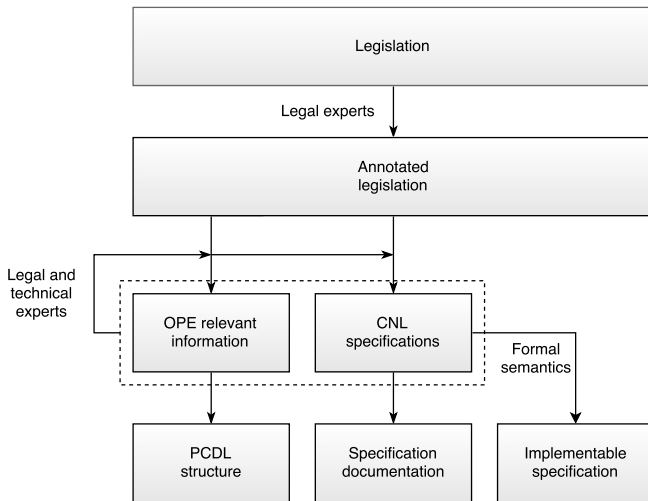 Legislation
Legal experts
Annotated
legislation
Legal and
technical
experts
OPE relevant
information
CNL
specifications
Formal
semantics
PCDL
structure
Specification
documentation
Implementable
specification